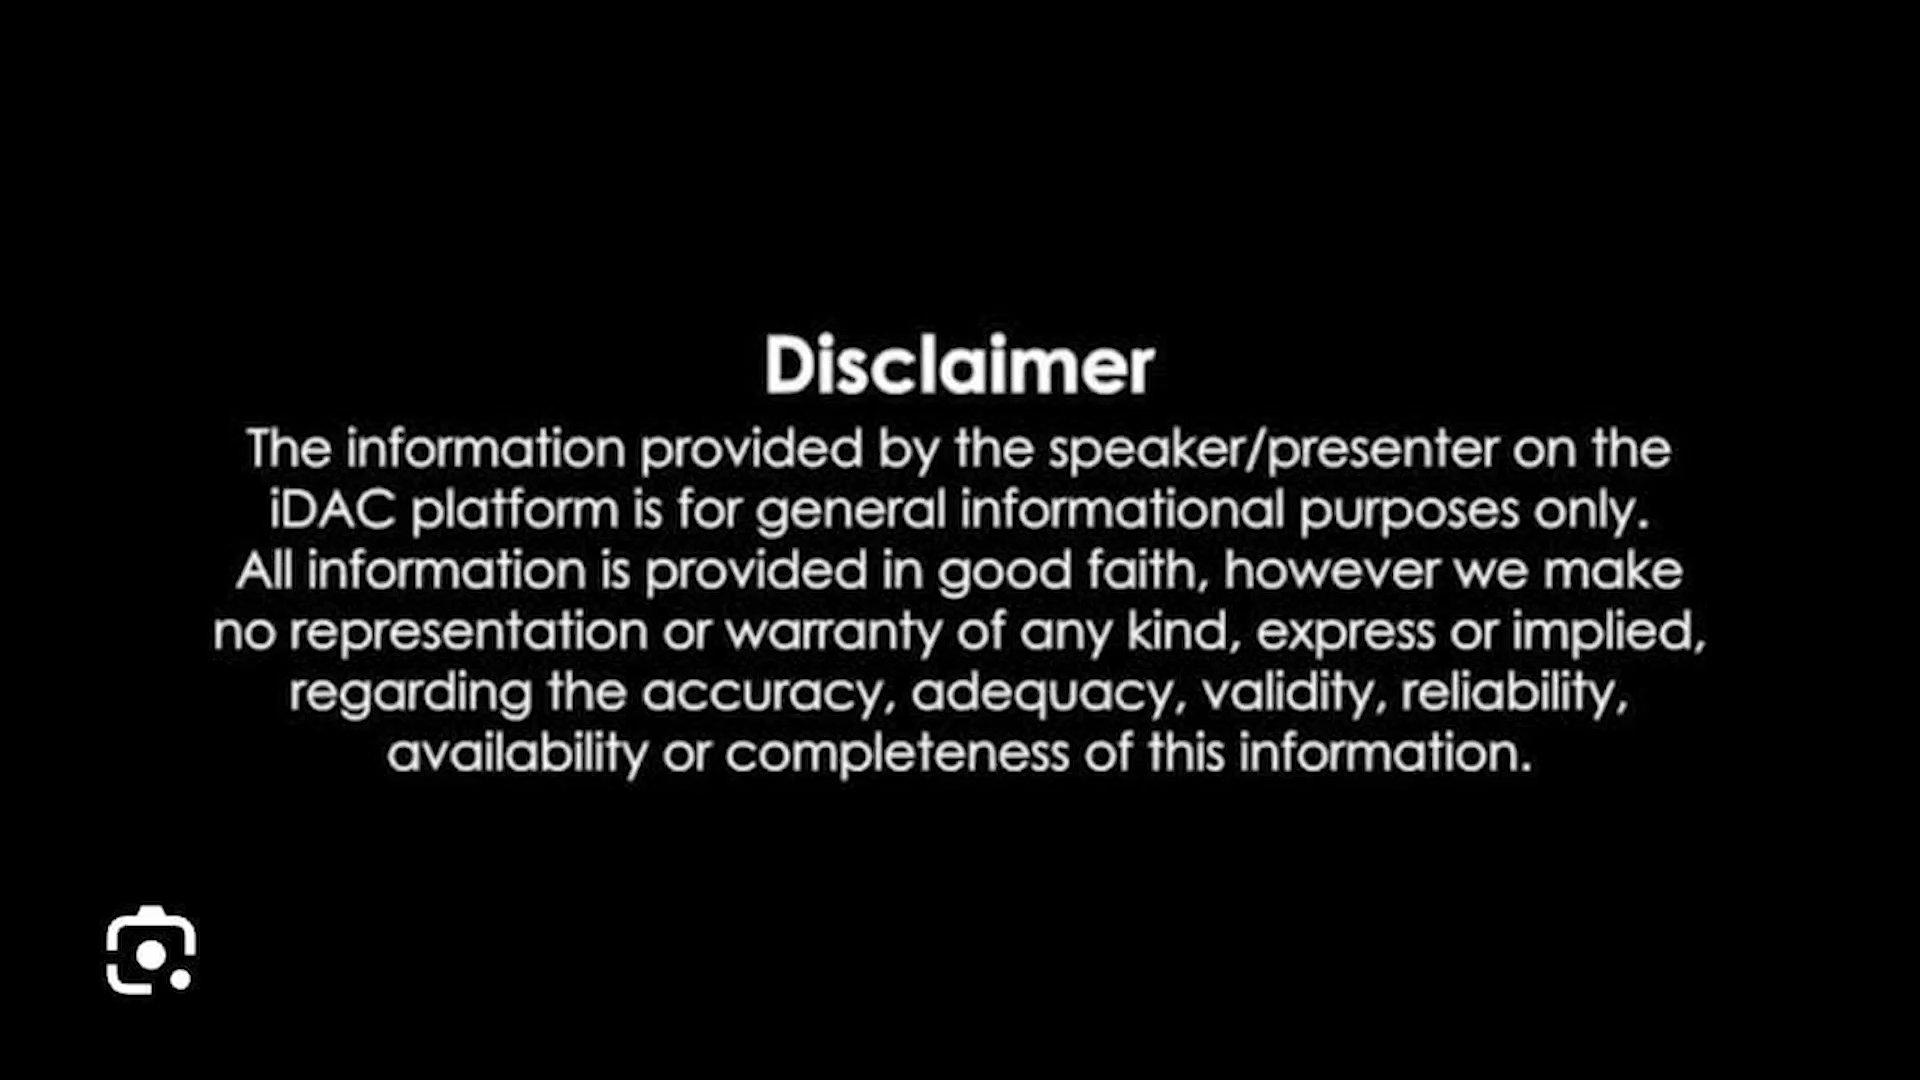 Disclaimer
The information provided by the speaker/presenter on the
iDAC platform is for general informational purposes only.
All information is provided in good faith, however we make
no representation or warranty of any kind, express or implied,
regarding the accuracy, adequacy, validity, reliability,
availability or completeness of this information.